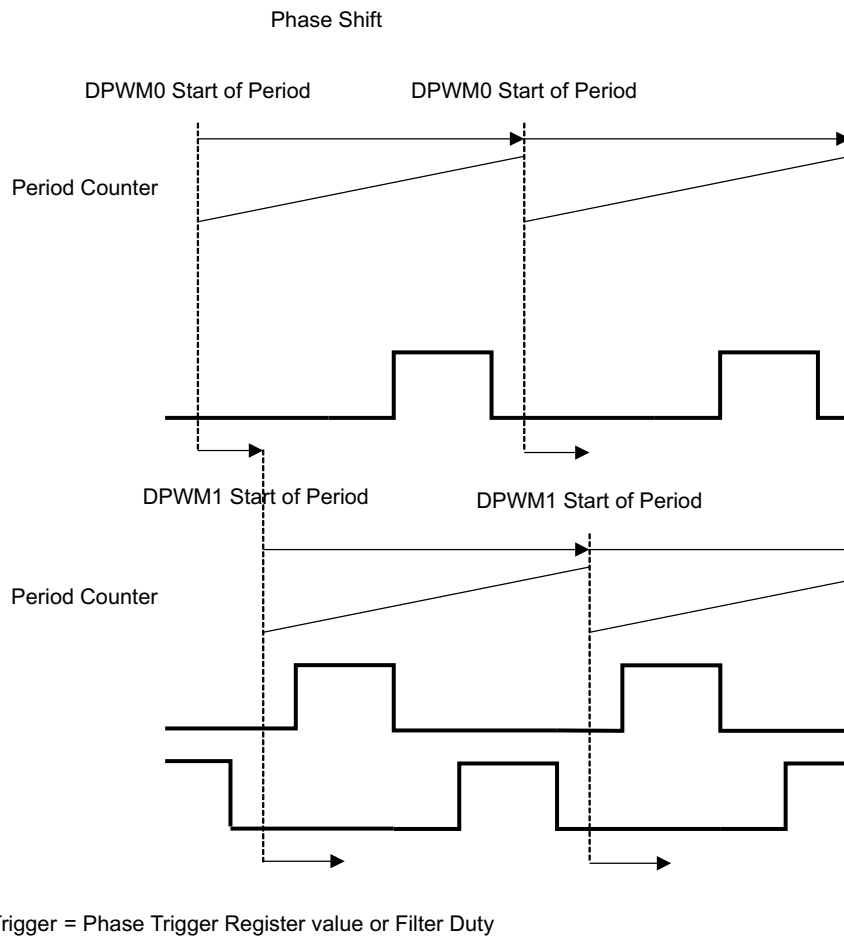 Phase Shift
DPWM0 Start of Period
DPWM0 Start of Period
Period Counter
DPWM1 Start of Period
DPWM1 Start of Period
Period Counter
rigger = Phase Trigger Register value or Filter Duty